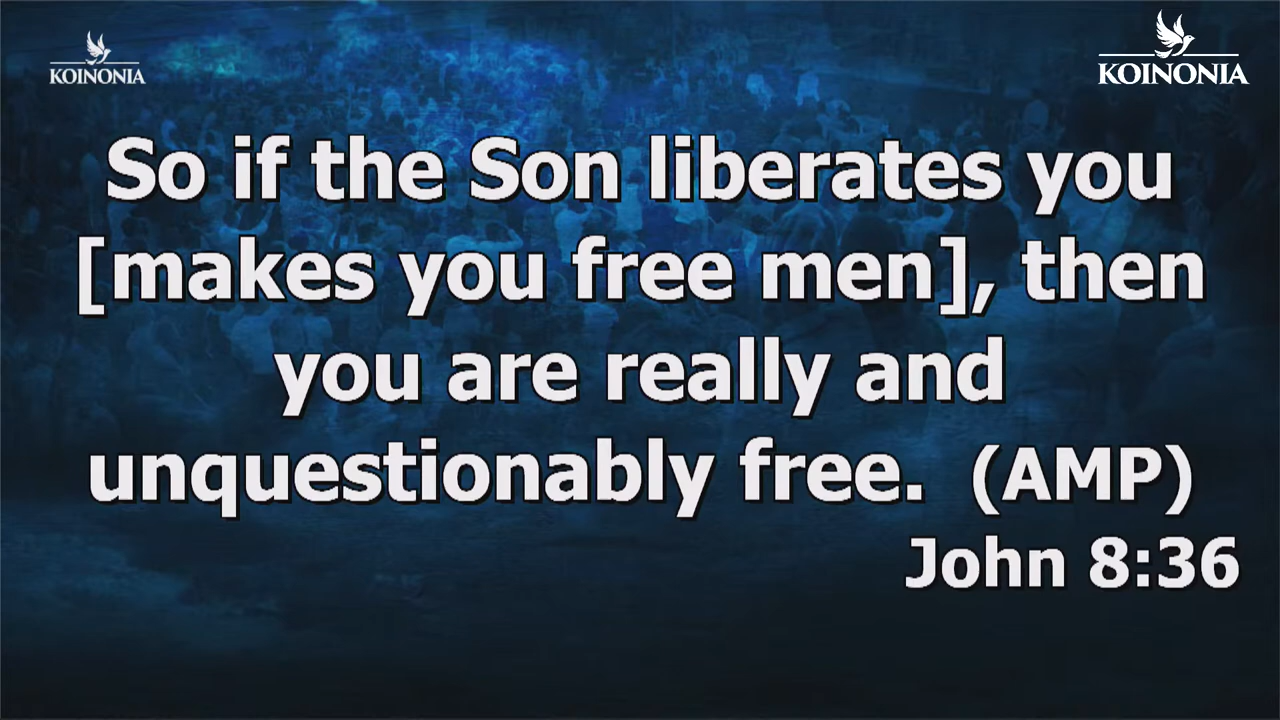 KOINONIA
KOINONIA
So if the Son liberates you
[makes you free men], then
you are really and
unquestionably free. (AMP)
John 8:36